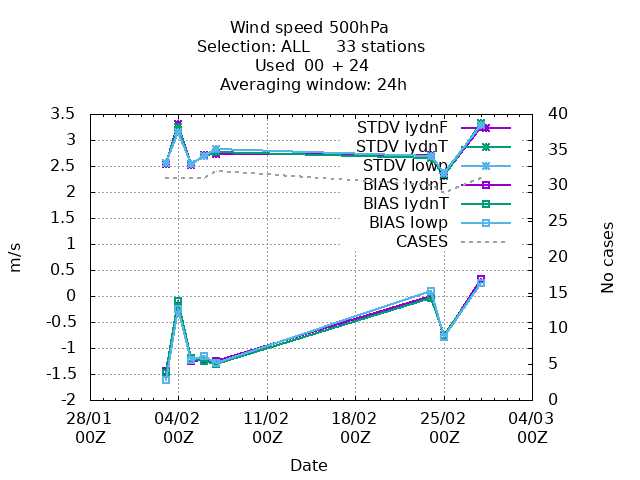 Wind speed 500hPa
Selection: ALL     33 stations
Used  00 + 24
Averaging window: 24h
3.5
3
2.5
2
1.5
1
0.5
0
-0.5
-1
-1.5
-2
m/s
40
35
30
25
20
15
10
5
0
No cases
STDV lydnF
STDV lydnT
STDV lowp
BIAS lydnF
BIAS lydnT
BIAS lowp
CASES
28/01 04/02 11/02 18/02 25/02 04/03
00Z 00Z 00Z 00Z 00Z 00Z
Date